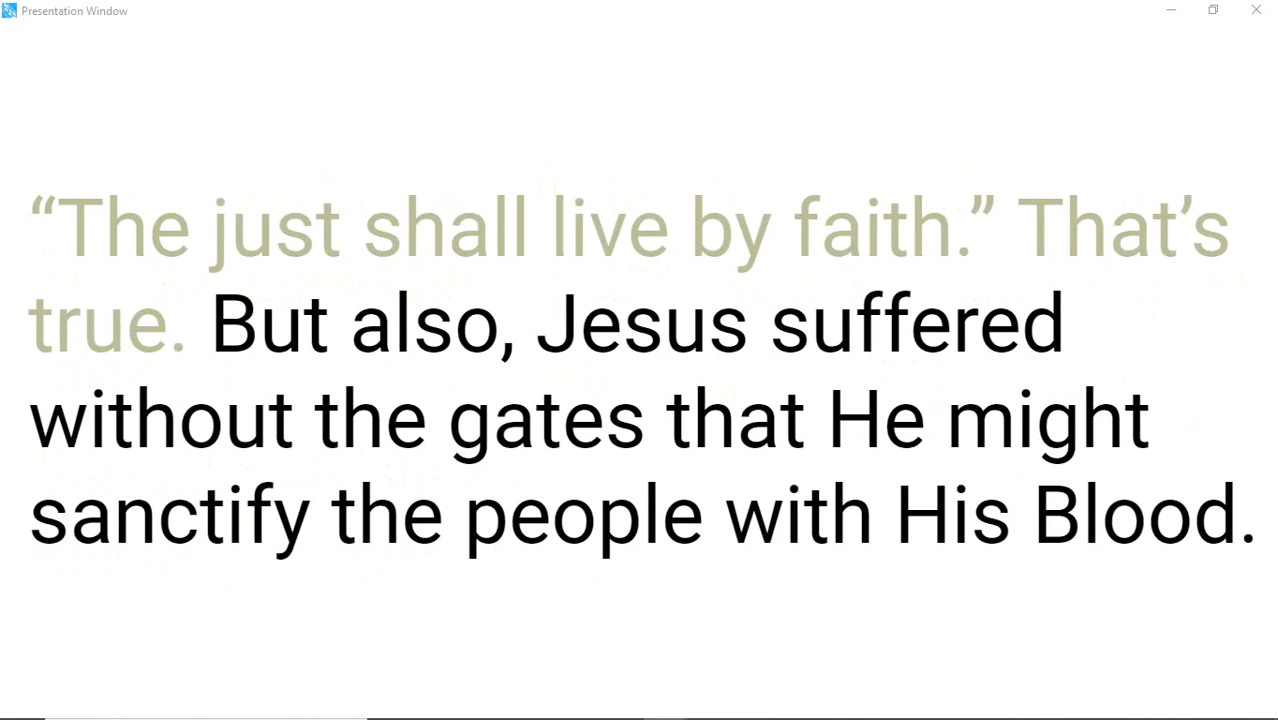 Presentation Window
“The just shall live by faith.” That’s
true. But also, Jesus suffered
without the gates that He might
sanctify the people with His Blood.